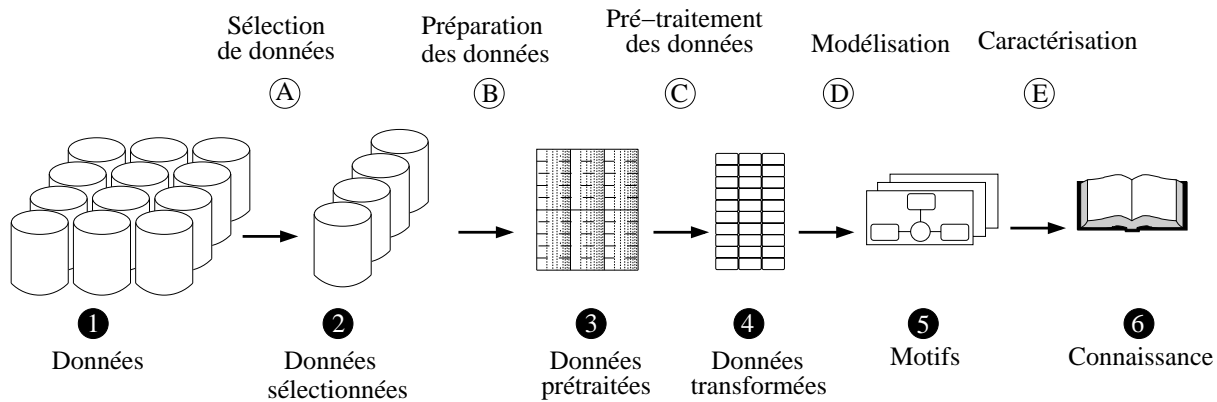 Sélection
de données
A
Préparation
des données
B
Pré-traitement
des données
C
Modélisation
D
Caractérisation
E
1
Données
2
Données
sélectionnées
3
Données
prétraitées
4
Données
transformées
5
Motifs
6
Connaissance